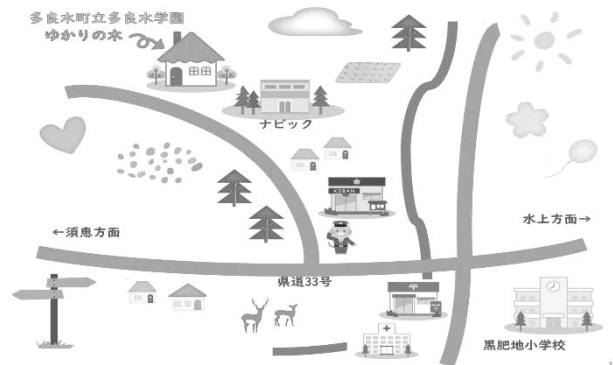 多良木町立多良木学園
ゆかりの木
ナビック
KOBAN
←須恵方面
水上方面→
県道33号
〒
黒肥地小学校